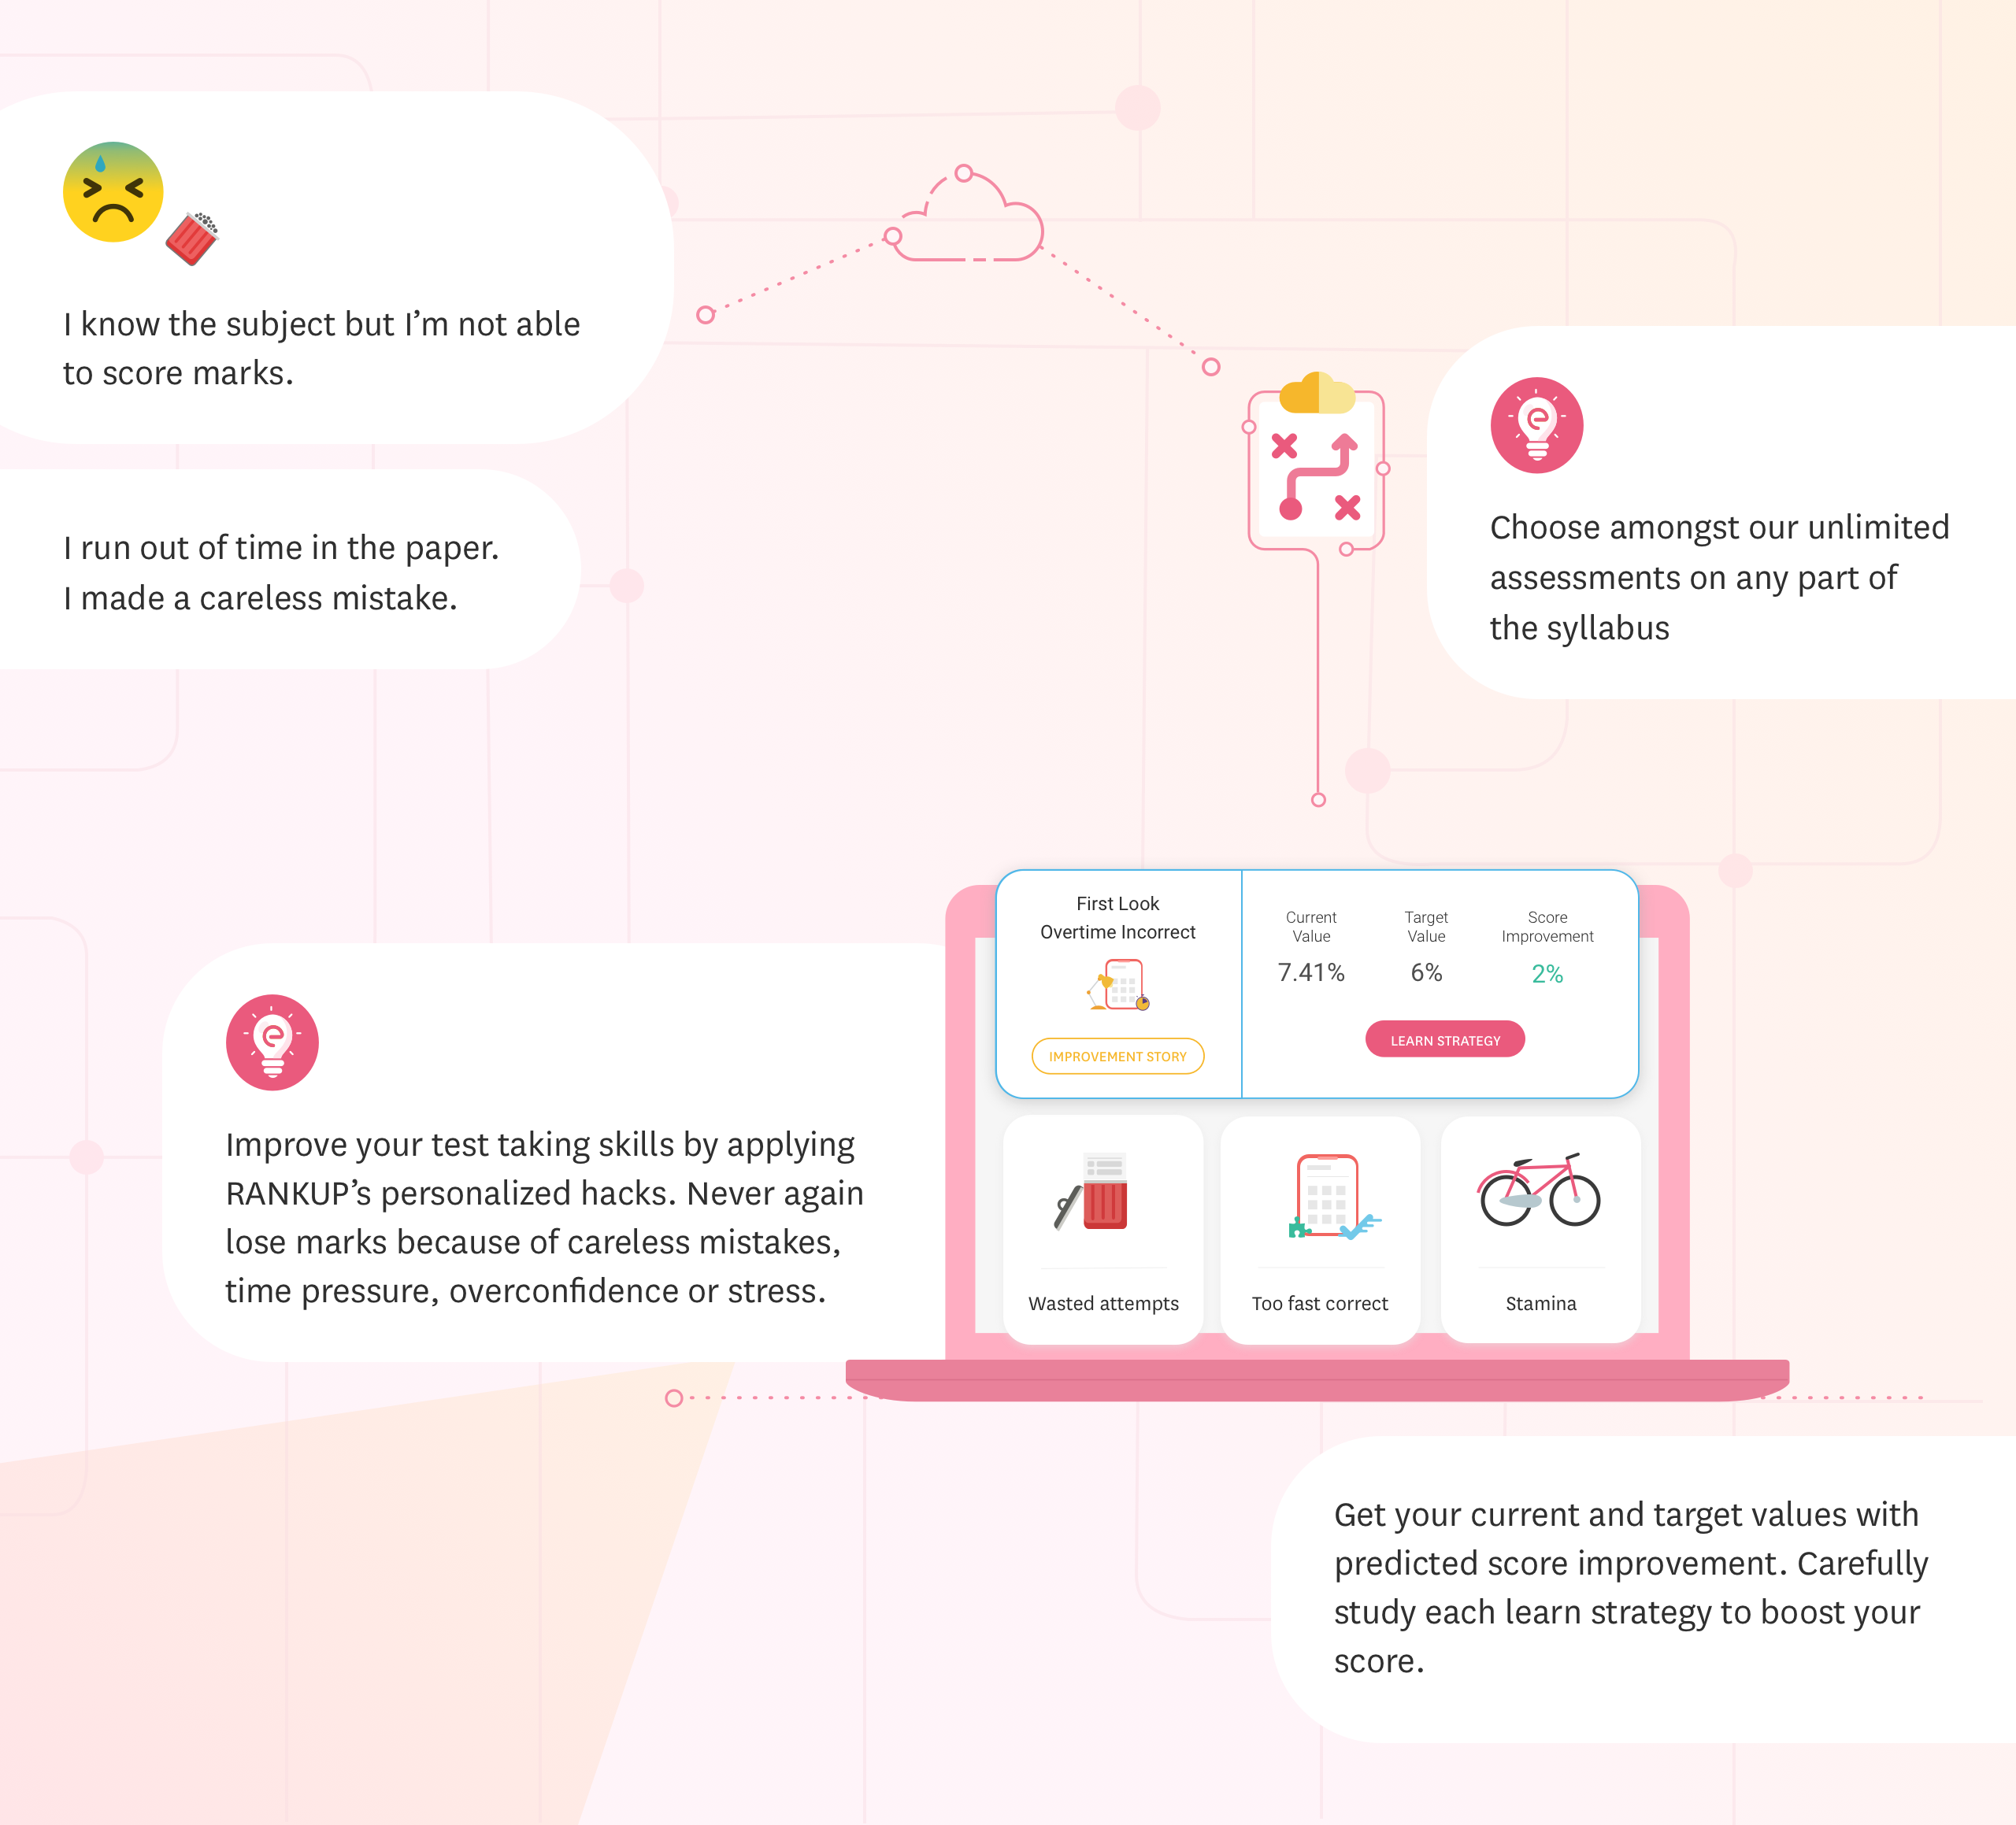 I know the subject but I’m not able
to score marks.
I run out of time in the paper.
I made a careless mistake.
Choose amongst our unlimited
assessments on any part of
the syllabus
First Look
Overtime Incorrect
IMPROVEMENT STORY
Current
Value
7.41%
Target
Value
6%
Score
Improvement
2%
LEARN STRATEGY
Wasted attempts
Too fast correct
Stamina
Improve your test taking skills by applying
RANKUP’s personalized hacks. Never again
lose marks because of careless mistakes,
time pressure, overconfidence or stress.
Get your current and target values with
predicted score improvement. Carefully
study each learn strategy to boost your
score.